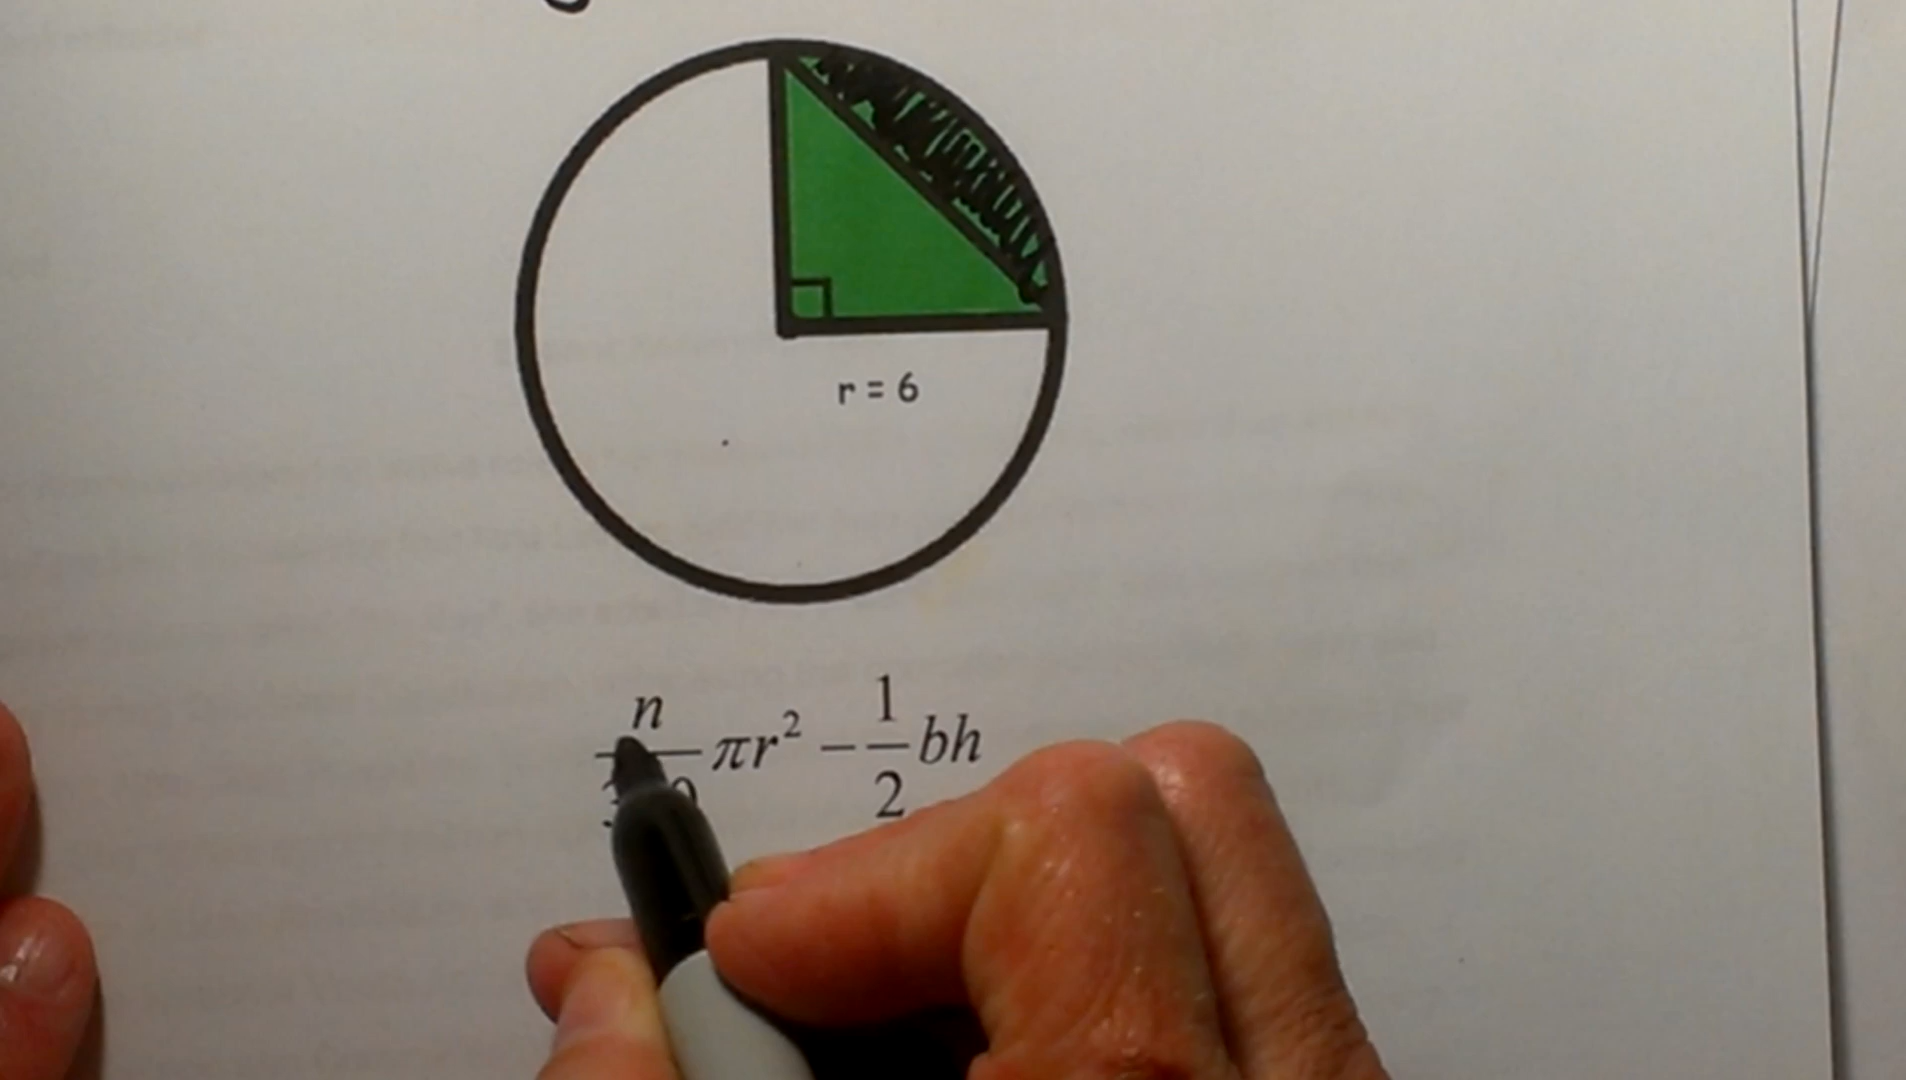 r = 6
n
πr² − 1/2 bh